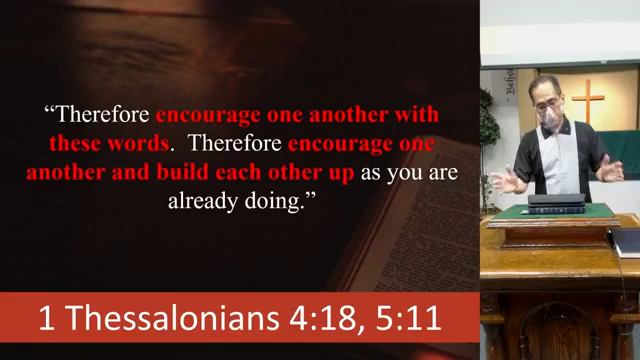 “Therefore encourage one another with
these words.  Therefore encourage one
another and build each other up as you are
already doing.”
1 Thessalonians 4:18, 5:11